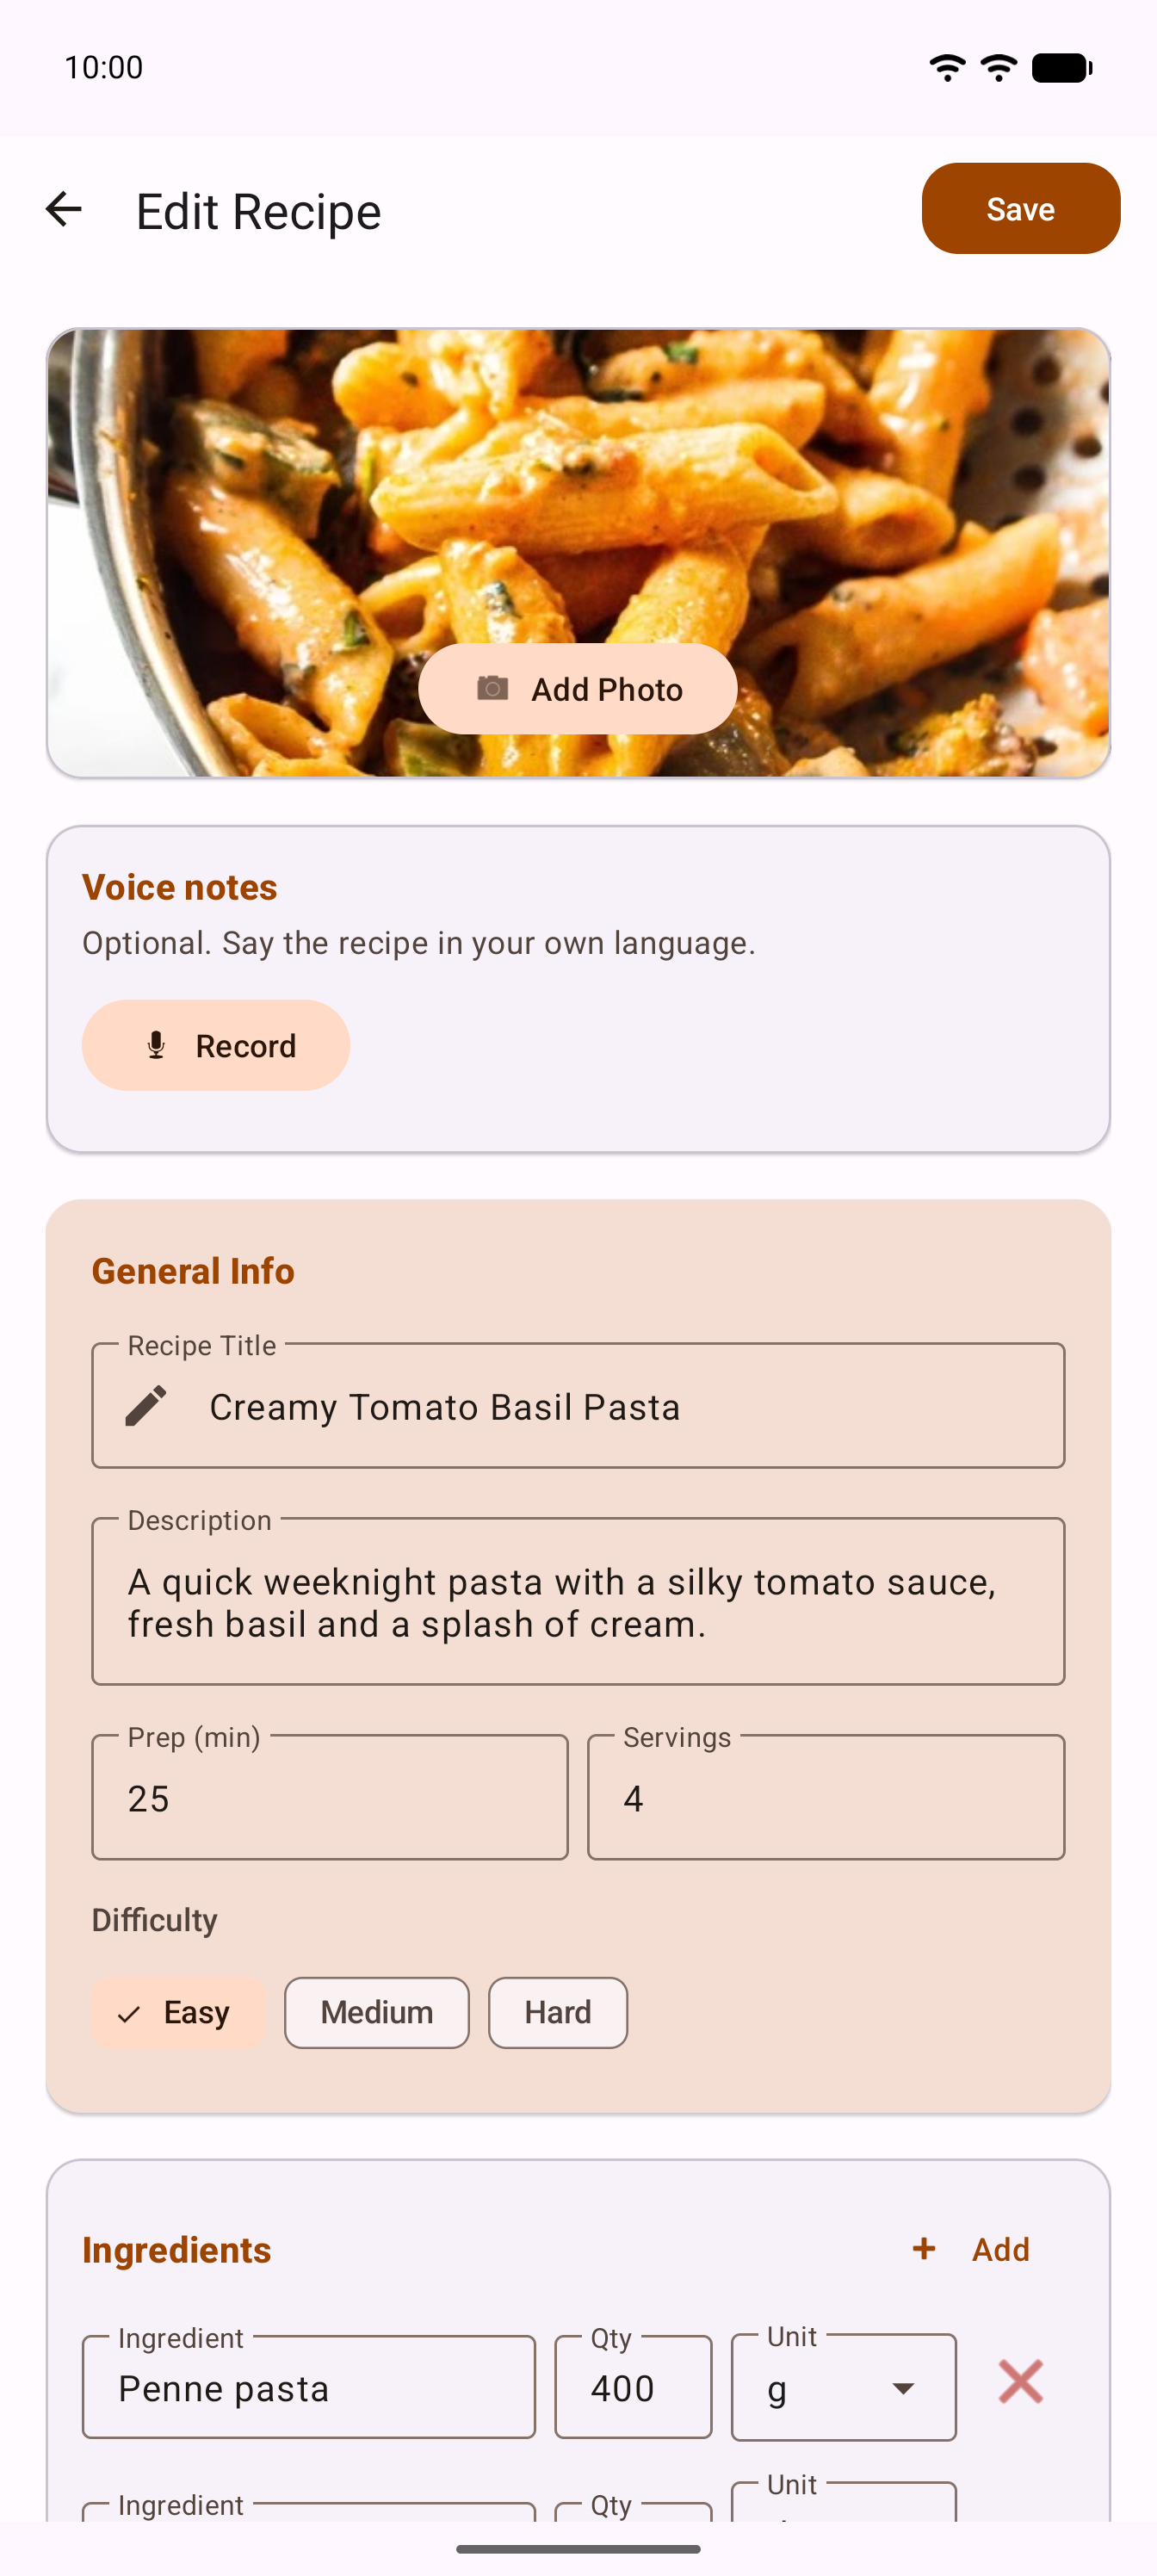 10:00
Edit Recipe
Save
Add Photo
Voice notes
Optional. Say the recipe in your own language.
Record
General Info
Recipe Title
Creamy Tomato Basil Pasta
Description
A quick weeknight pasta with a silky tomato sauce,
fresh basil and a splash of cream.
Prep (min)
Servings
25
4
Difficulty
Easy
Medium
Hard
Ingredients
+ Add
Ingredient
Qty
Unit
Penne pasta
400
g
Ingredient
Qty
Unit